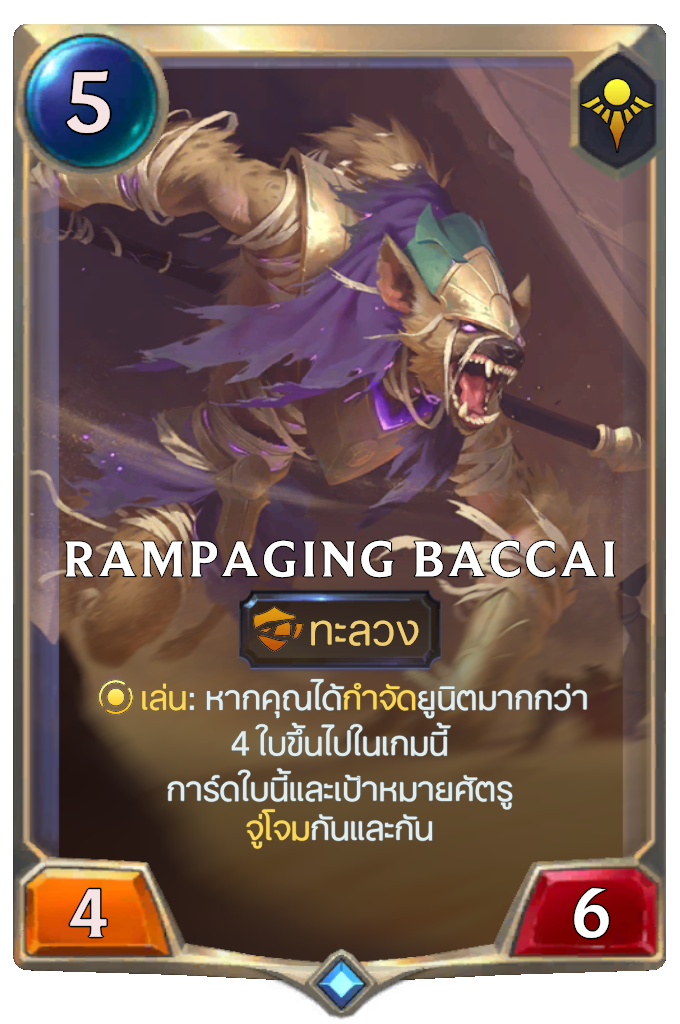 5
RAMPAGING BACCAI
ทะลวง
เล่น: หากคุณได้กำจัดยูนิตมากกว่า
4 ใบขึ้นไปในเกมนี้
การ์ดใบนี้และเป้าหมายศัตรู
จู่โจมกันและกัน
4
6